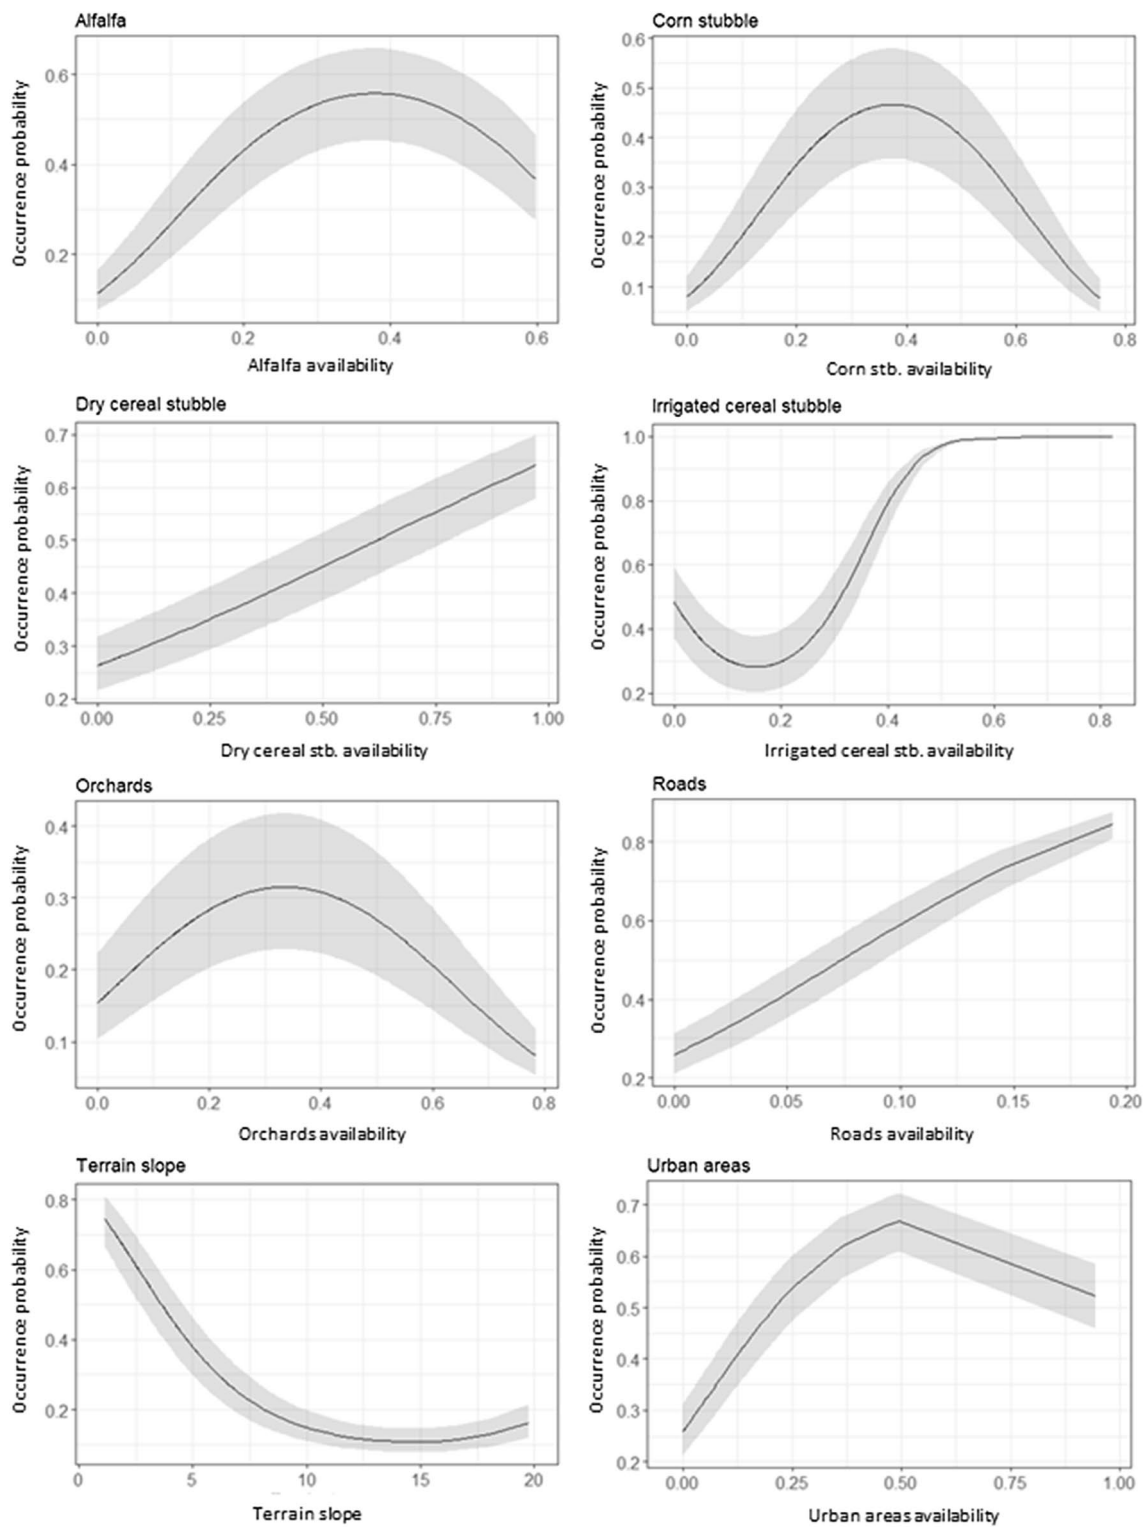 Alfalfa
Occurrence probability
0.6
0.4
0.2
0.0 0.2 0.4 0.6
Alfalfa availability
Corn stubble
Occurrence probability
0.6
0.5
0.4
0.3
0.2
0.1
0.0 0.2 0.4 0.6 0.8
Corn stb. availability
Dry cereal stubble
Occurrence probability
0.7
0.6
0.5
0.4
0.3
0.2
0.00 0.25 0.50 0.75 1.00
Dry cereal stb. availability
Irrigated cereal stubble
Occurrence probability
1.0
0.8
0.6
0.4
0.2
0.0 0.2 0.4 0.6 0.8
Irrigated cereal stb. availability
Orchards
Occurrence probability
0.4
0.3
0.2
0.1
0.0 0.2 0.4 0.6 0.8
Orchards availability
Roads
Occurrence probability
0.8
0.6
0.4
0.2
0.00 0.05 0.10 0.15 0.20
Roads availability
Terrain slope
Occurrence probability
0.8
0.6
0.4
0.2
0 5 10 15 20
Terrain slope
Urban areas
Occurrence probability
0.7
0.6
0.5
0.4
0.3
0.2
0.00 0.25 0.50 0.75 1.00
Urban areas availability